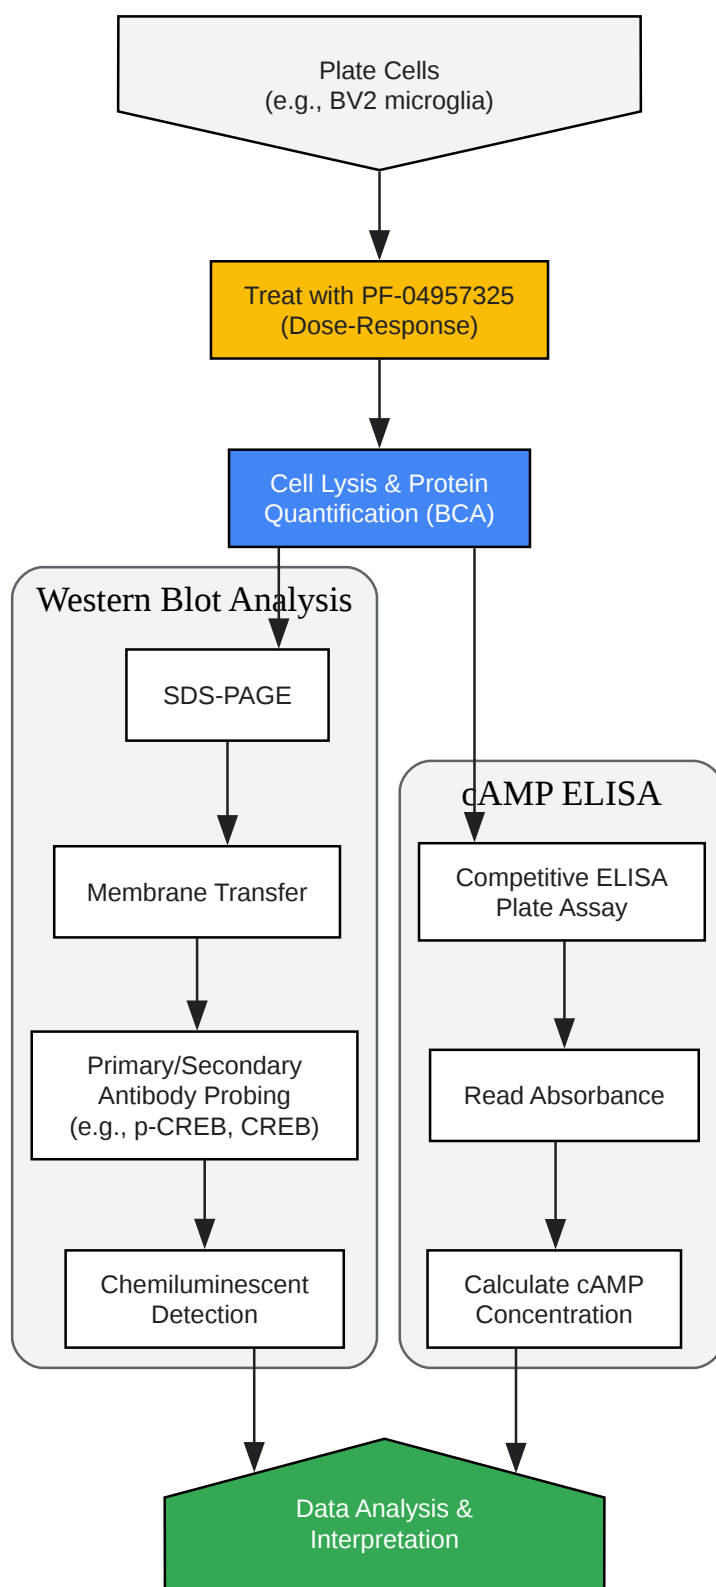 Plate Cells
(e.g., BV2 microglia)
Treat with PF-04957325
(Dose-Response)
Cell Lysis & Protein
Quantification (BCA)
Western Blot Analysis
SDS-PAGE
Membrane Transfer
Primary/Secondary
Antibody Probing
(e.g., p-CREB, CREB)
Chemiluminescent
Detection
cAMP ELISA
Competitive ELISA
Plate Assay
Read Absorbance
Calculate cAMP
Concentration
Data Analysis &
Interpretation